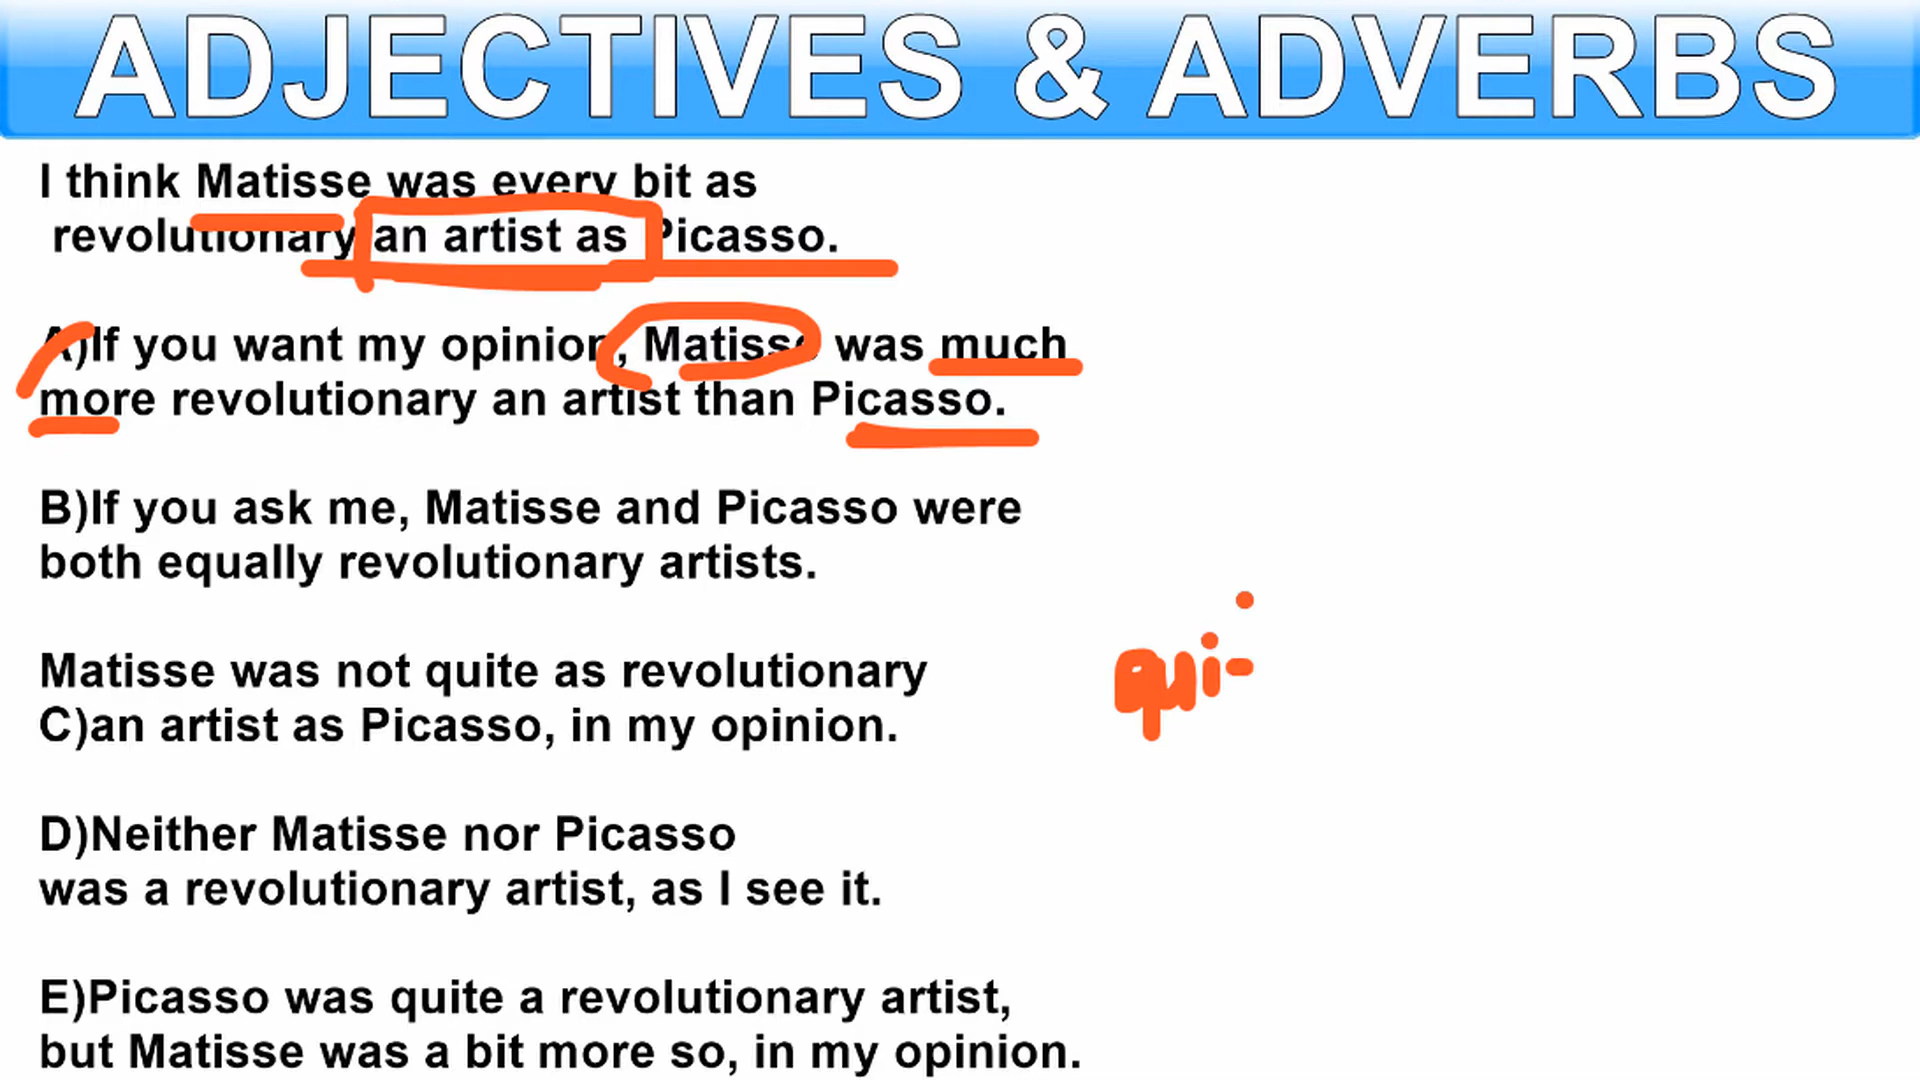 ADJECTIVES & ADVERBS
I think Matisse was every bit as
revolutionary an artist as Picasso.
A)If you want my opinion, Matisse was much
more revolutionary an artist than Picasso.
B)If you ask me, Matisse and Picasso were
both equally revolutionary artists.
Matisse was not quite as revolutionary
C)an artist as Picasso, in my opinion.
qui-
D)Neither Matisse nor Picasso
was a revolutionary artist, as I see it.
E)Picasso was quite a revolutionary artist,
but Matisse was a bit more so, in my opinion.